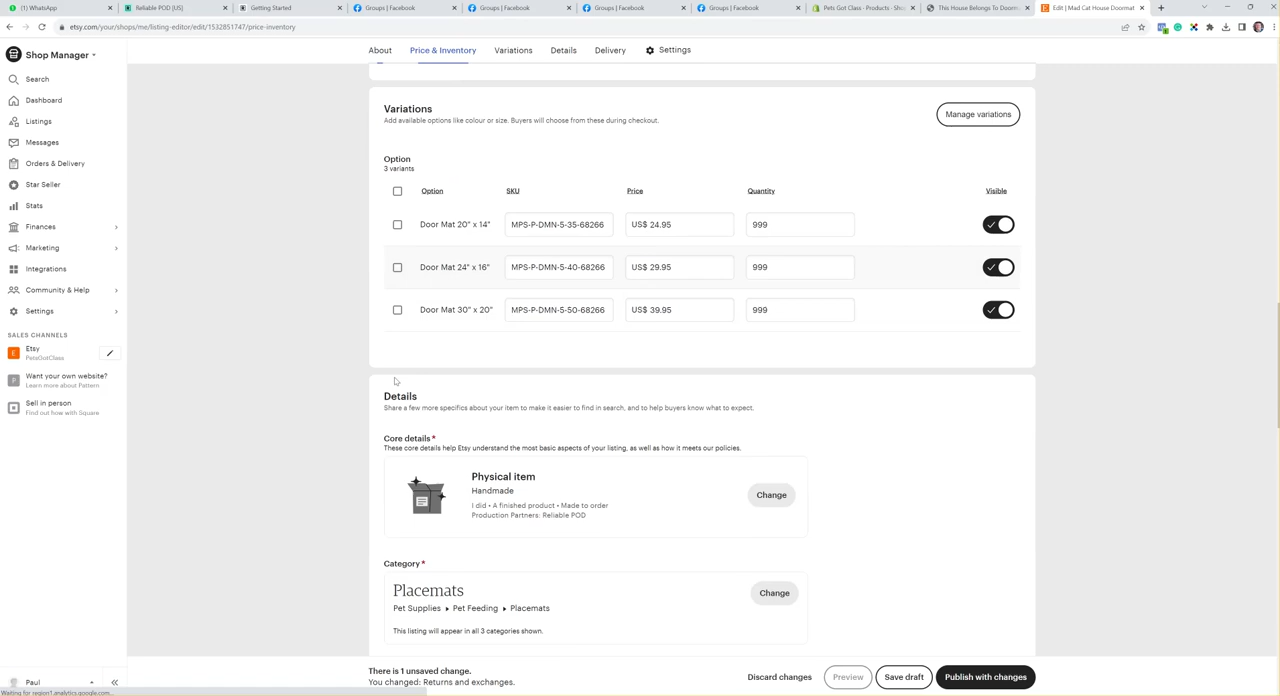 WhatsApp
Reliable POD [US]
Getting Started
Groups | Facebook
Groups | Facebook
Groups | Facebook
Groups | Facebook
Pets Got Class - Products - Sho
This House Belongs To Doorm
Edit | Mad Cat House Doormat
etsy.com/your/shops/me/listing-editor/edit/1532851747/price-inventory
Shop Manager
About
Price & Inventory
Variations
Details
Delivery
Settings
Search
Dashboard
Listings
Messages
Orders & Delivery
Star Seller
Stats
Finances
Marketing
Integrations
Community & Help
Settings
SALES CHANNELS
E
Etsy
PetsGotClass
P
Want your own website?
Learn more about Pattern
Sell in person
Find out how with Square
Paul
Waiting for region1.analytics.google.com...
Variations
Add available options like colour or size. Buyers will choose from these during checkout.
Manage variations
Option
3 variants
Option SKU Price Quantity Visible
Door Mat 20" x 14" MPS-P-DMN-5-35-68266 US$ 24.95 999
Door Mat 24" x 16" MPS-P-DMN-5-40-68266 US$ 29.95 999
Door Mat 30" x 20" MPS-P-DMN-5-50-68266 US$ 39.95 999
Details
Share a few more specifics about your item to make it easier to find in search, and to help buyers know what to expect.
Core details*
These core details help Etsy understand the most basic aspects of your listing, as well as how it meets our policies.
Physical item
Handmade
I did • A finished product • Made to order
Production Partners: Reliable POD
Change
Category*
Placemats
Pet Supplies ▸ Pet Feeding ▸ Placemats
This listing will appear in all 3 categories shown.
Change
There is 1 unsaved change.
You changed: Returns and exchanges.
Discard changes
Preview
Save draft
Publish with changes